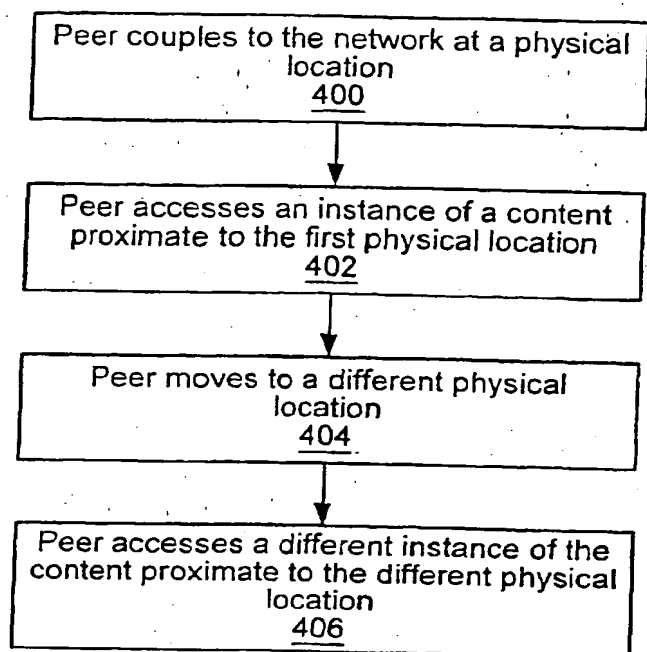 Peer couples to the network at a physical
location
400
Peer accesses an instance of a content
proximate to the first physical location
402
Peer moves to a different physical
location
404
Peer accesses a different instance of the
content proximate to the different physical
location
406